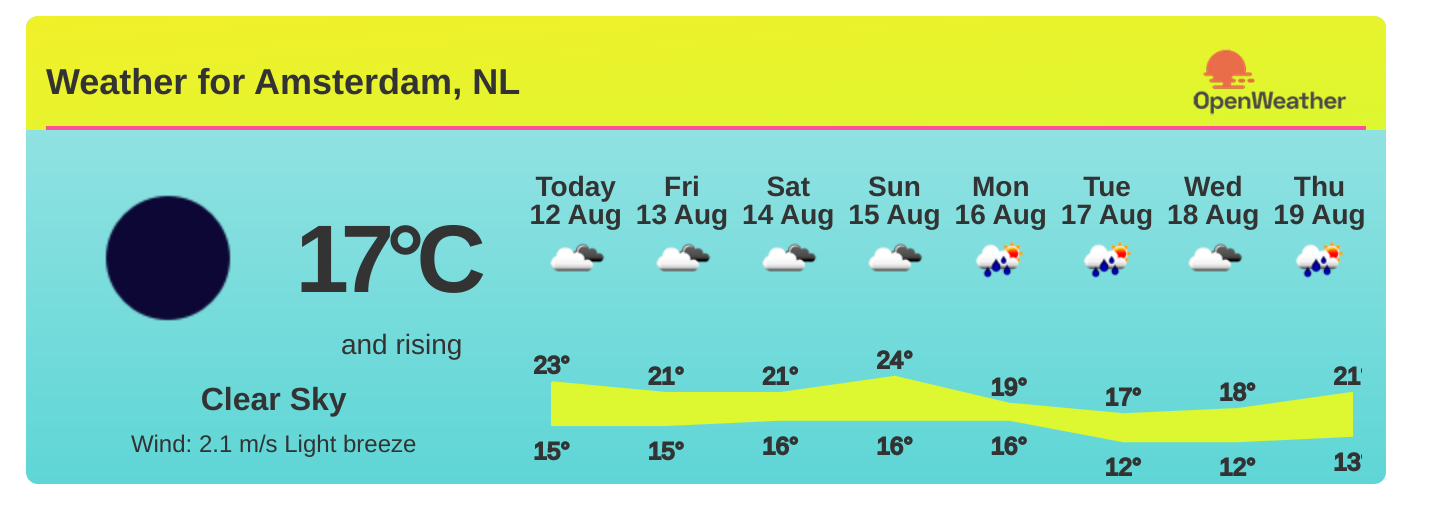 Weather for Amsterdam, NL
OpenWeather
Today Fri Sat Sun Mon Tue Wed Thu
12 Aug 13 Aug 14 Aug 15 Aug 16 Aug 17 Aug 18 Aug 19 Aug
17°C
and rising
Clear Sky
Wind: 2.1 m/s Light breeze
23° 21° 21° 24° 19° 17° 18° 21°
15° 15° 16° 16° 16° 12° 12° 13°